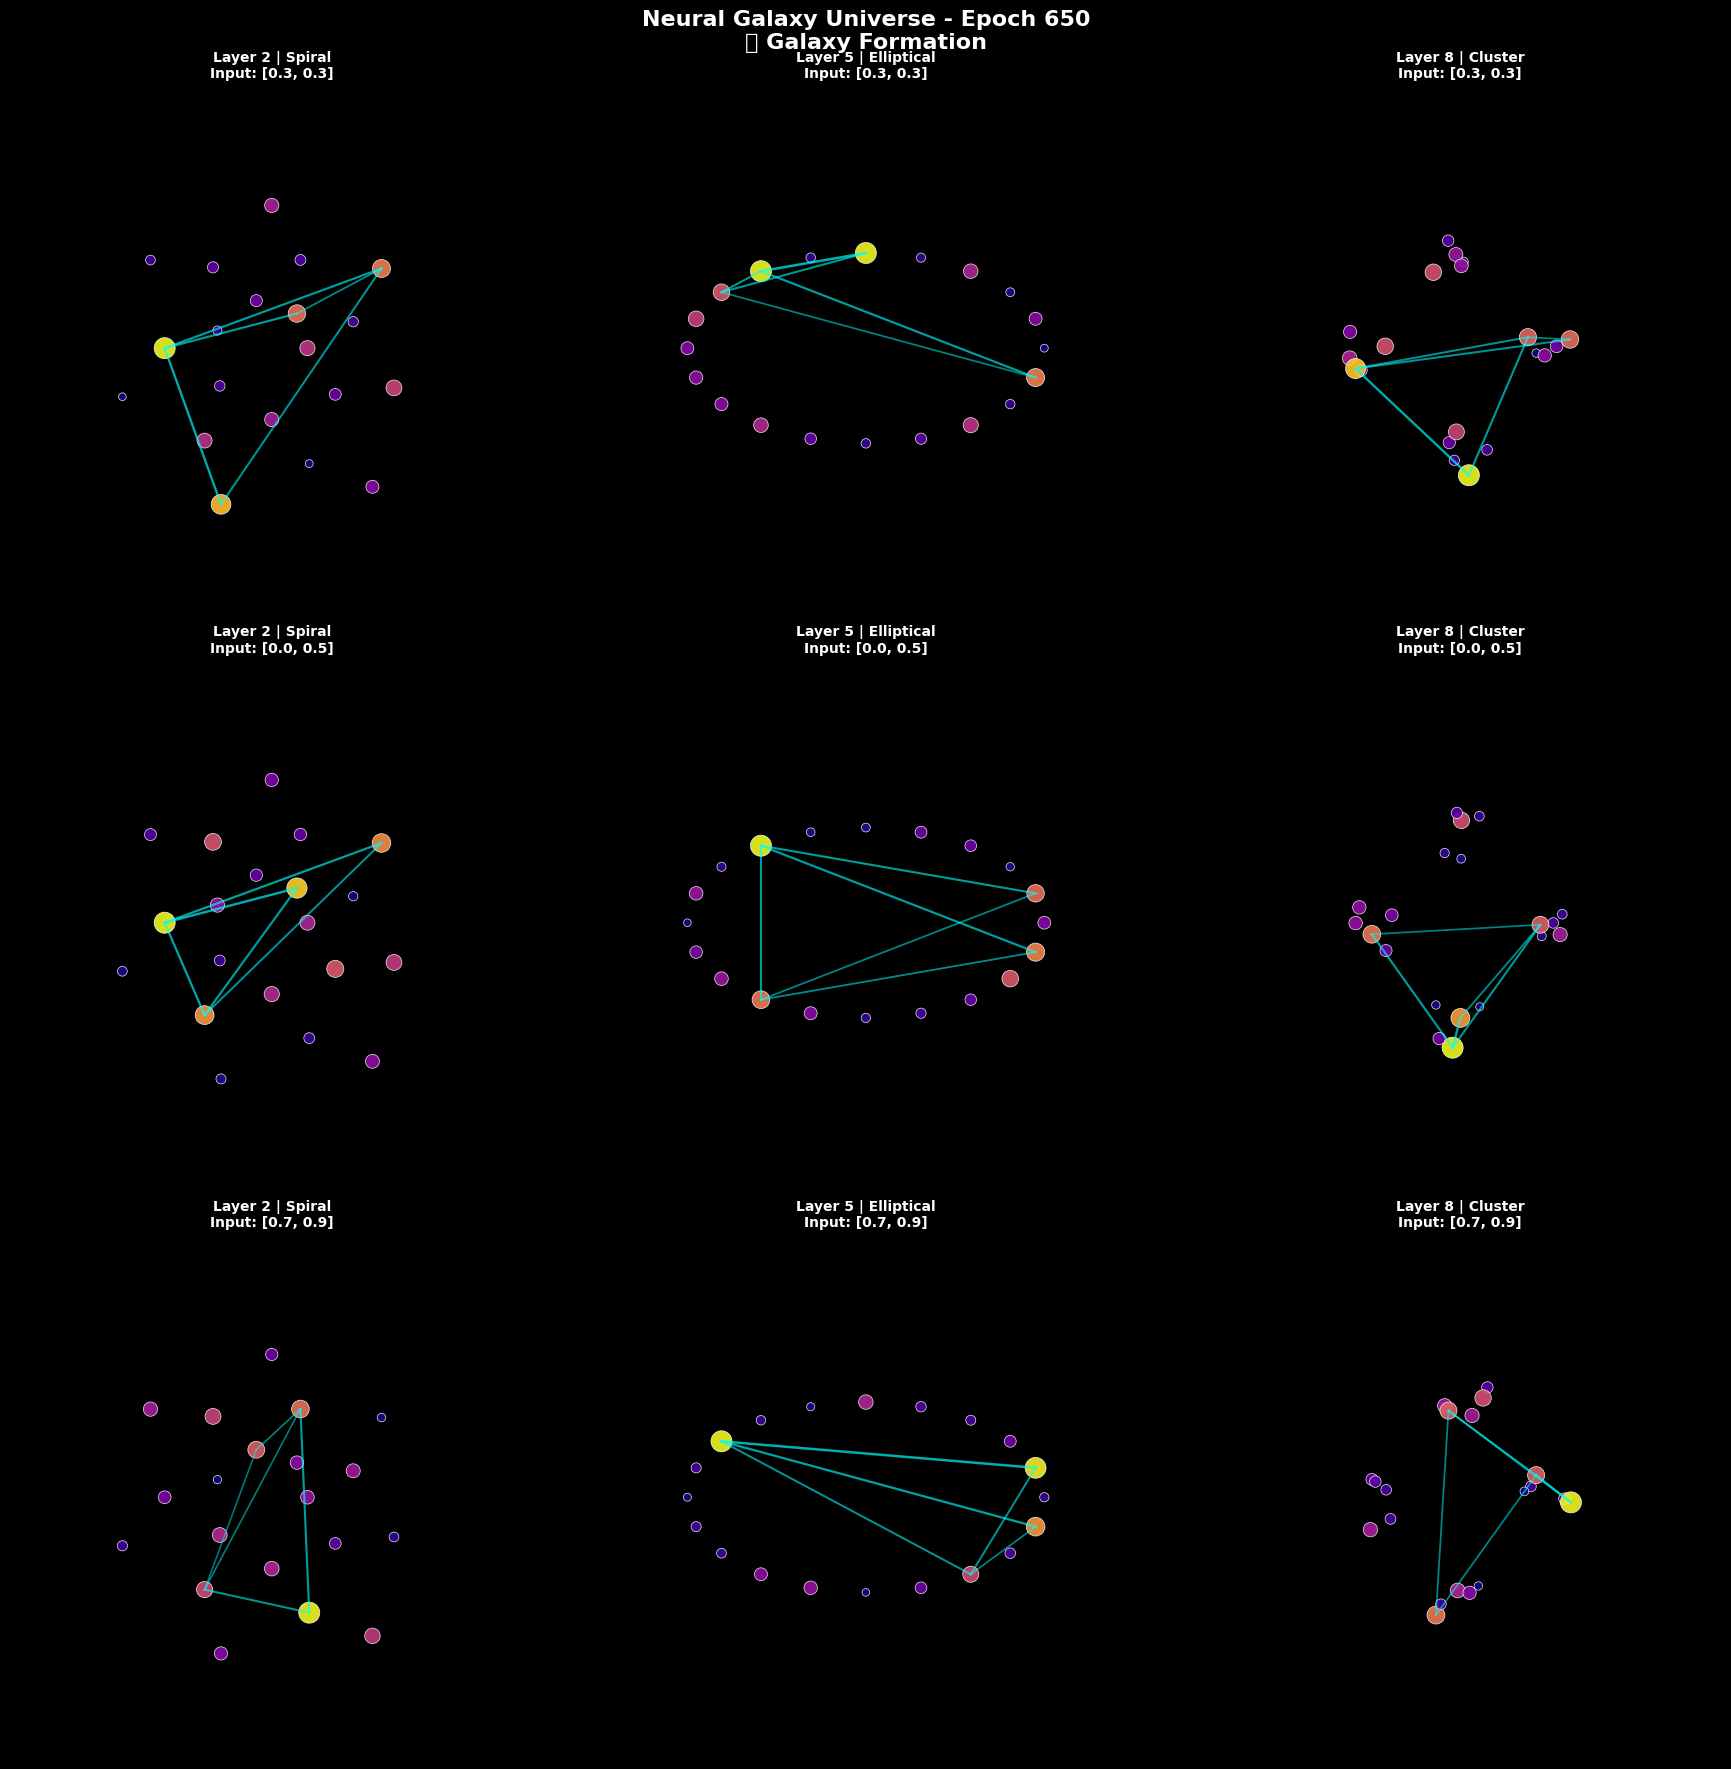 Neural Galaxy Universe - Epoch 650
▯ Galaxy Formation
Layer 2 | Spiral
Input: [0.3, 0.3]
Layer 5 | Elliptical
Input: [0.3, 0.3]
Layer 8 | Cluster
Input: [0.3, 0.3]
Layer 2 | Spiral
Input: [0.0, 0.5]
Layer 5 | Elliptical
Input: [0.0, 0.5]
Layer 8 | Cluster
Input: [0.0, 0.5]
Layer 2 | Spiral
Input: [0.7, 0.9]
Layer 5 | Elliptical
Input: [0.7, 0.9]
Layer 8 | Cluster
Input: [0.7, 0.9]